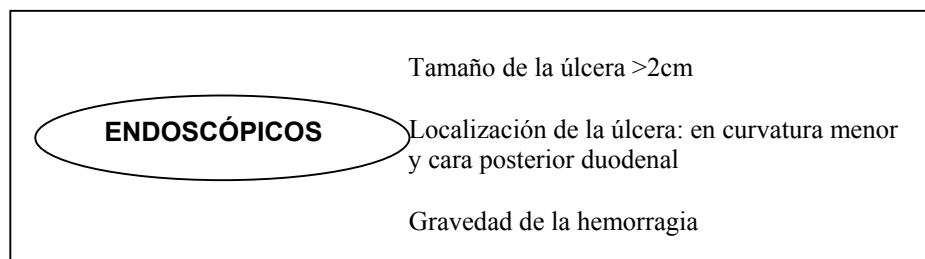 ENDOSCÓPICOS
Tamaño de la úlcera >2cm
Localización de la úlcera: en curvatura menor
y cara posterior duodenal
Gravedad de la hemorragia